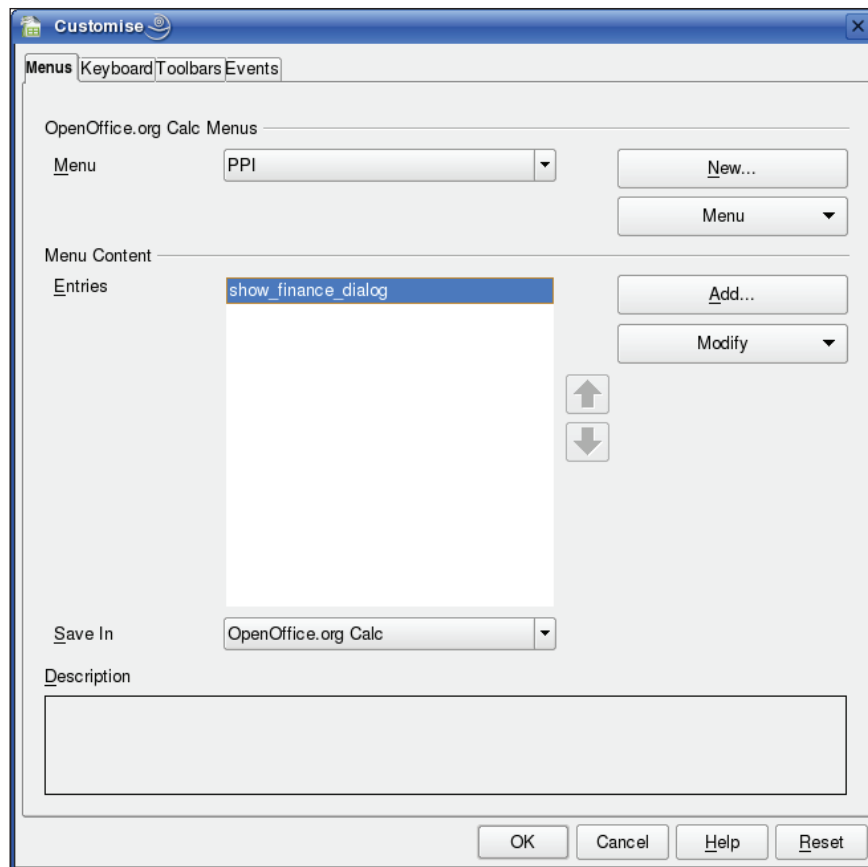 Customise
Menus Keyboard Toolbars Events
OpenOffice.org Calc Menus
Menu PPI New...
Menu
Menu Content
Entries show_finance_dialog Add...
Modify
Save In OpenOffice.org Calc
Description
OK Cancel Help Reset